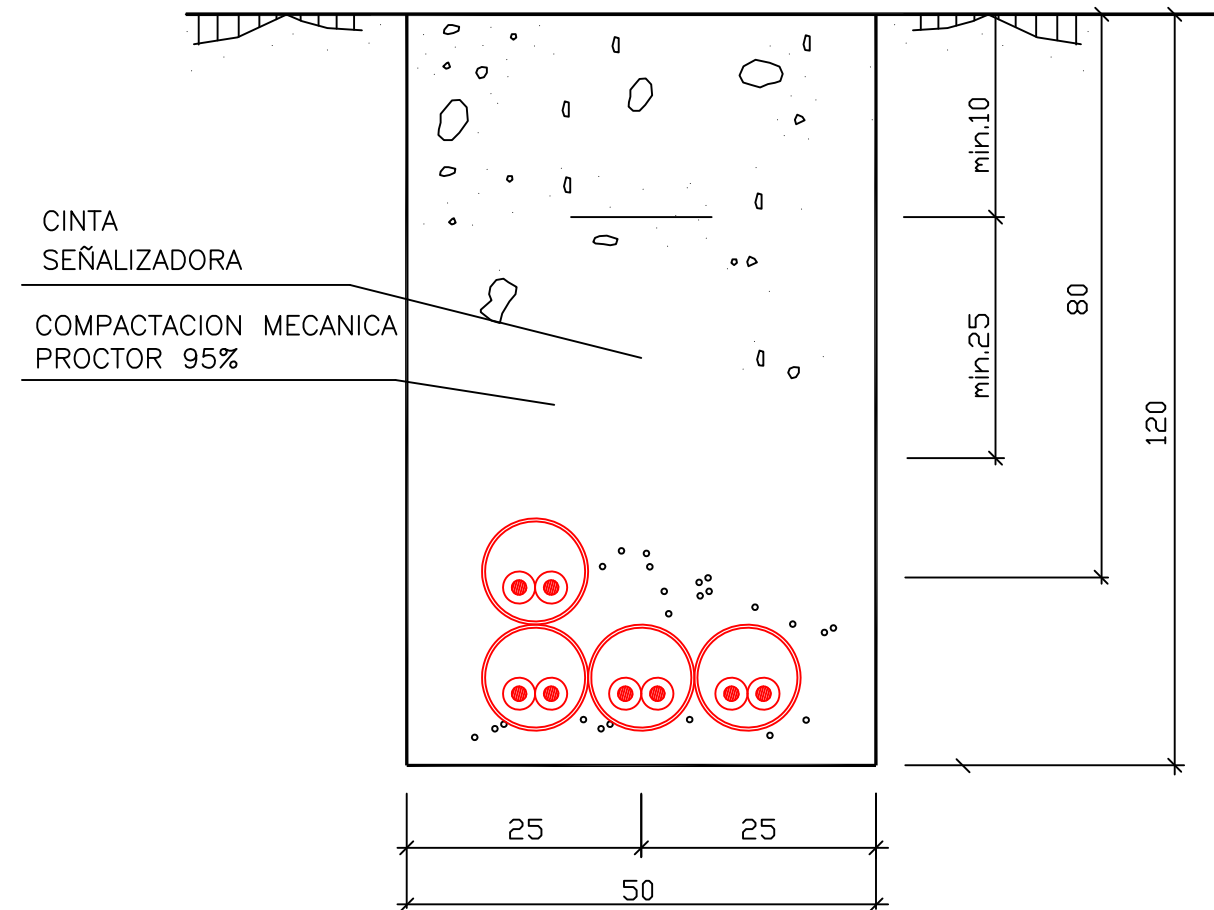 CINTA
SEÑALIZADORA
COMPACTACION MECANICA
PROCTOR 95%
min.10
min.25
80
120
25
25
50